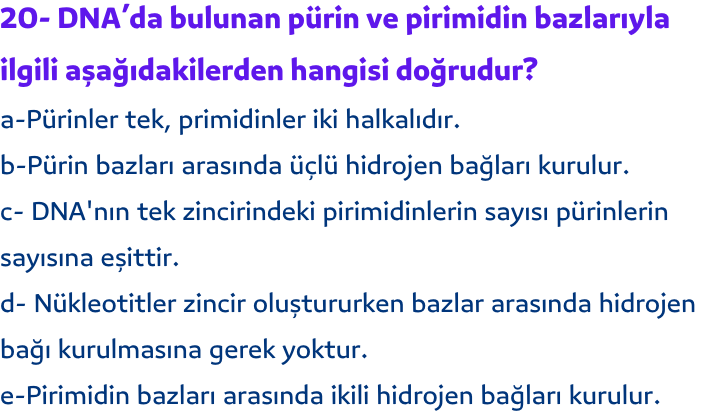 20- DNA’da bulunan pürin ve pirimidin bazlarıyla
ilgili aşağıdakilerden hangisi doğrudur?
a-Pürinler tek, primidinler iki halkalıdır.
b-Pürin bazları arasında üçlü hidrojen bağları kurulur.
c- DNA'nın tek zincirindeki pirimidinlerin sayısı pürinlerin
sayısına eşittir.
d- Nükleotitler zincir oluştururken bazlar arasında hidrojen
bağı kurulmasına gerek yoktur.
e-Pirimidin bazları arasında ikili hidrojen bağları kurulur.